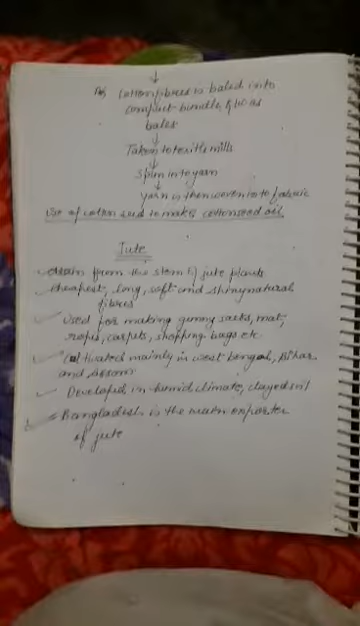 ↓
Cotton fibres is baled into
compact bundle
bales
↓
Taken to textile mills
↓
Spun into yarn
↓
yarn is then woven to to fabric
Use of cotton seed to make cottonseed oil
Jute
obtain from the stem of jute plants
cheapest, long, soft and shiny natural
fibres
Used for making gunny sacks, mat,
ropes, carpets, shopping bags etc
Cultivated mainly in west bengal, Bihar
and Assam
Developed in humid climate, clayed soil
Bangladesh is the main exporter
of jute